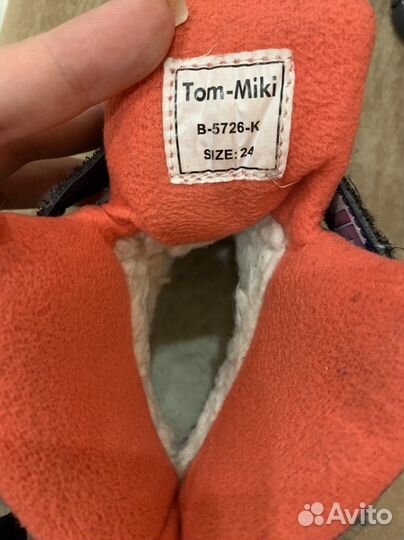 Tom-Miki
B-5726-K
SIZE: 24
Avito